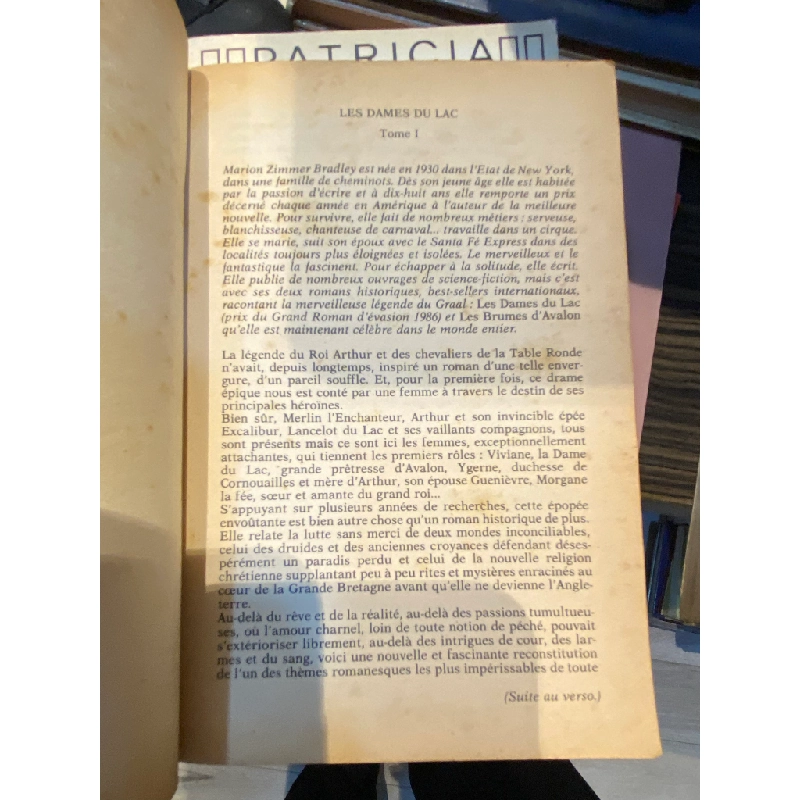 PATRICIA
LES DAMES DU LAC
Tome I
Marion Zimmer Bradley est née en 1930 dans l'Etat de New York,
dans une famille de cheminots. Dès son jeune âge elle est habitée
par la passion d'écrire et à dix-huit ans elle remporte un prix
décerné chaque année en Amérique à l'auteur de la meilleure
nouvelle. Pour survivre, elle fait de nombreux métiers : serveuse,
blanchisseuse, chanteuse de carnaval... travaille dans un cirque.
Elle se marie, suit son époux avec le Santa Fé Express dans des
localités toujours plus éloignées et isolées. Le merveilleux et le
fantastique la fascinent. Pour échapper à la solitude, elle écrit.
Elle publie de nombreux ouvrages de science-fiction, mais c'est
avec ses deux romans historiques, best-sellers internationaux,
racontant la merveilleuse légende du Graal : Les Dames du Lac
(prix du Grand Roman d'évasion 1986) et Les Brumes d'Avalon
qu'elle est maintenant célèbre dans le monde entier.
La légende du Roi Arthur et des chevaliers de la Table Ronde
n'avait, depuis longtemps, inspiré un roman d'une telle enver-
gure, d'un pareil souffle. Et, pour la première fois, ce drame
épique nous est conté par une femme à travers le destin de ses
principales héroïnes.
Bien sûr, Merlin l'Enchanteur, Arthur et son invincible épée
Excalibur, Lancelot du Lac et ses vaillants compagnons, tous
sont présents mais ce sont ici les femmes, exceptionnellement
attachantes, qui tiennent les premiers rôles : Viviane, la Dame
du Lac, grande prêtresse d'Avalon, Ygerne, duchesse de
Cornouailles et mère d'Arthur, son épouse Guenièvre, Morgane
la fée, sœur et amante du grand roi...
S'appuyant sur plusieurs années de recherches, cette épopée
envoûtante est bien autre chose qu'un roman historique de plus.
Elle relate la lutte sans merci de deux mondes inconciliables,
celui des druides et des anciennes croyances défendant déses-
pérément un paradis perdu et celui de la nouvelle religion
chrétienne supplantant peu à peu rites et mystères enracinés au
cœur de la Grande Bretagne avant qu'elle ne devienne l'Angle-
terre.
Au-delà du rêve et de la réalité, au-delà des passions tumultueu-
ses, où l'amour charnel, loin de toute notion de péché, pouvait
s'extérioriser librement, au-delà des intrigues de cour, des lar-
mes et du sang, voici une nouvelle et fascinante reconstitution
de l'un des thèmes romanesques les plus impérissables de toute
(Suite au verso.)